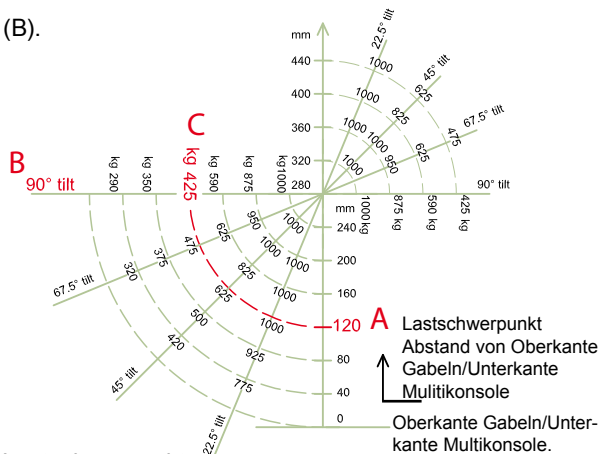 (B).
mm
440
400
360
320
280
22.5° tilt
45° tilt
67.5° tilt
90° tilt
1000
625
475
1000
825
625
1000
1000
950
1000
1000 kg
875 kg
590 kg
425 kg
C
B
90° tilt
kg 290
kg 350
kg 425
kg 590
kg 875
kg 1000
mm
240
200
160
120
80
40
0
1000
950
625
475
375
320
67.5° tilt
1000
1000
825
625
500
420
45° tilt
1000
1000
1000
925
775
22.5° tilt
A
Lastschwerpunkt
Abstand von Oberkante
Gabeln/Unterkante
Mulitikonsole
Oberkante Gabeln/Unter-
kante Multikonsole.